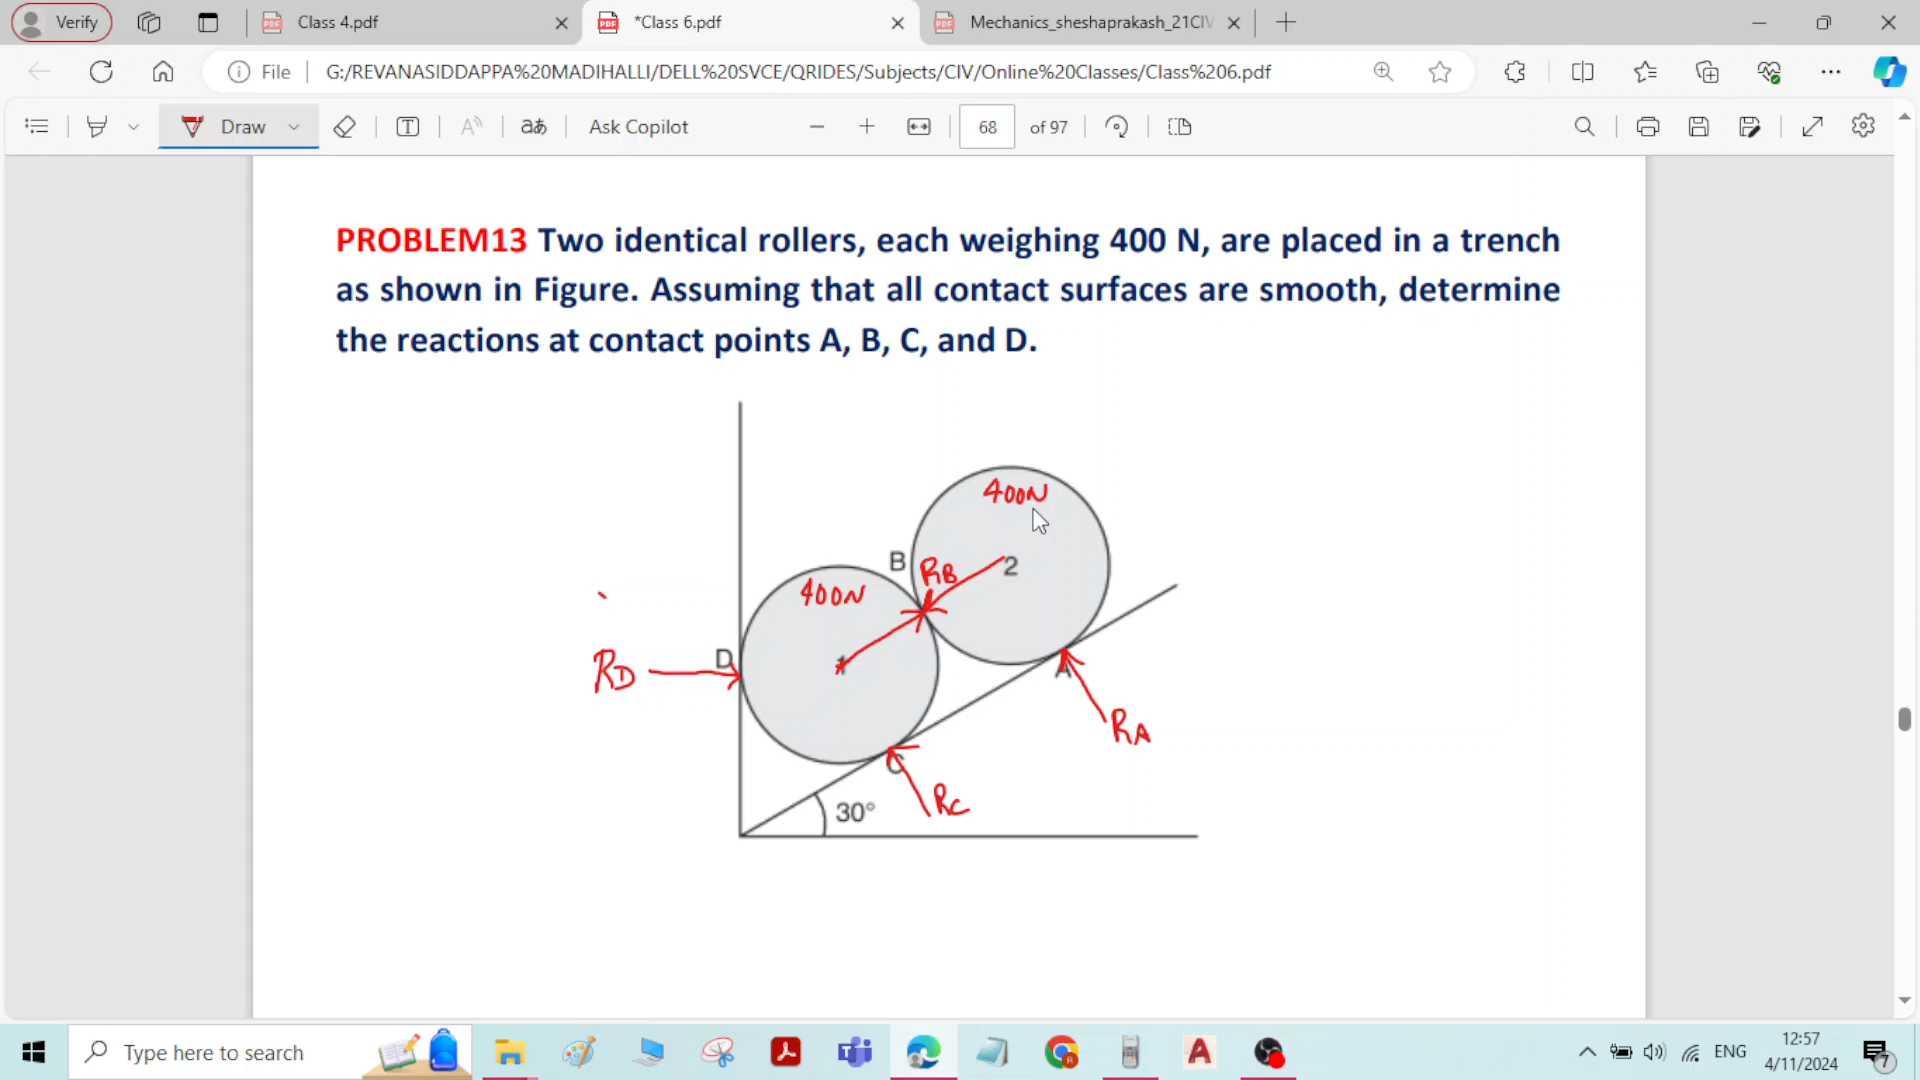 Verify
Class 4.pdf
*Class 6.pdf
Mechanics_sheshaprakash_21CIV
File
G:/REVANASIDDAPPA%20MADIHALLI/DELL%20SVCE/QRIDES/Subjects/CIV/Online%20Classes/Class%206.pdf
Draw
Ask Copilot
68 of 97
PROBLEM13 Two identical rollers, each weighing 400 N, are placed in a trench
as shown in Figure. Assuming that all contact surfaces are smooth, determine
the reactions at contact points A, B, C, and D.
400N
B
RB
2
400N
D
1
RD
A
RA
C
RC
30°
Type here to search
ENG
12:57
4/11/2024
7